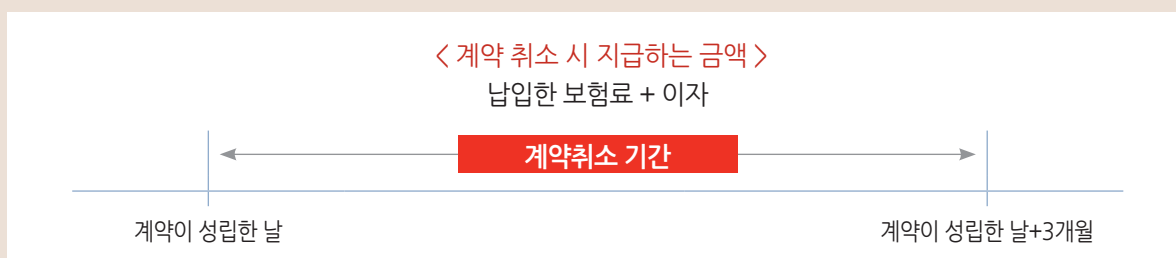 < 계약 취소 시 지급하는 금액 >
납입한 보험료 + 이자
계약취소 기간
계약이 성립한 날
계약이 성립한 날+3개월